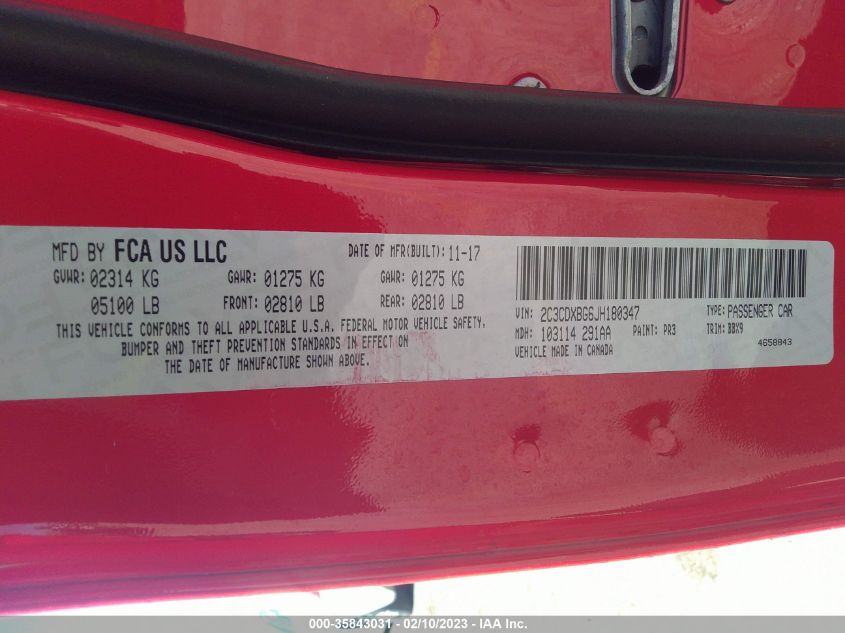 MFD BY FCA US LLC DATE OF MFR(BUILT): 11-17
GVWR: 02314 KG GAWR: 01275 KG GAWR: 01275 KG
05100 LB FRONT: 02810 LB REAR: 02810 LB
THIS VEHICLE CONFORMS TO ALL APPLICABLE U.S.A. FEDERAL MOTOR VEHICLE SAFETY,
BUMPER AND THEFT PREVENTION STANDARDS IN EFFECT ON
THE DATE OF MANUFACTURE SHOWN ABOVE.
VIN: 2C3CDXBG6JH180347 TYPE: PASSENGER CAR
MDH: 103114 291AA PAINT: PR3 TRIM: BBX9
VEHICLE MADE IN CANADA 4658843
000-35843031 - 02/10/2023 - IAA Inc.